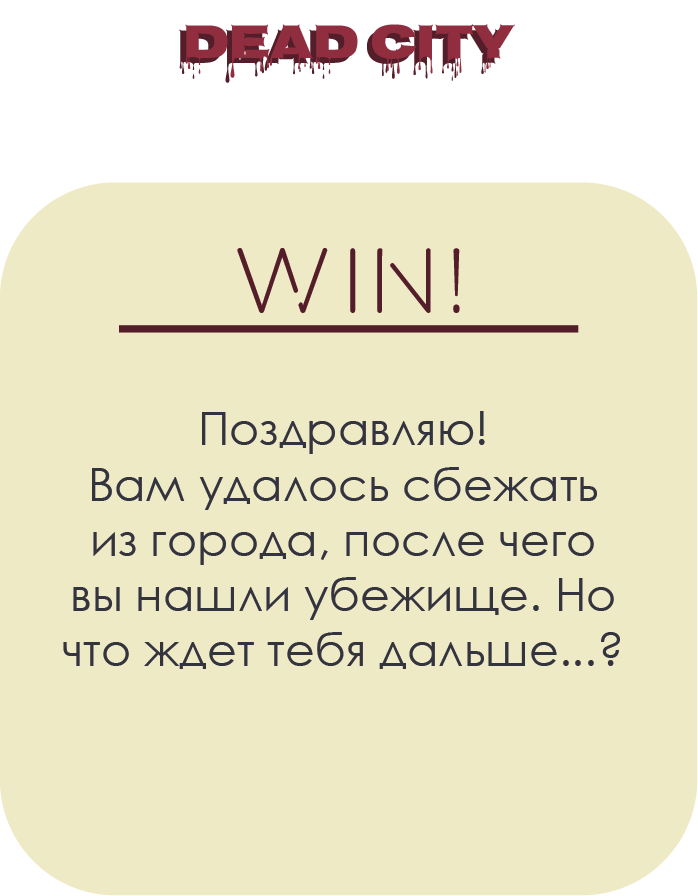 DEAD CITY
WIN!
Поздравляю!
Вам удалось сбежать
из города, после чего
вы нашли убежище. Но
что ждет тебя дальше...?